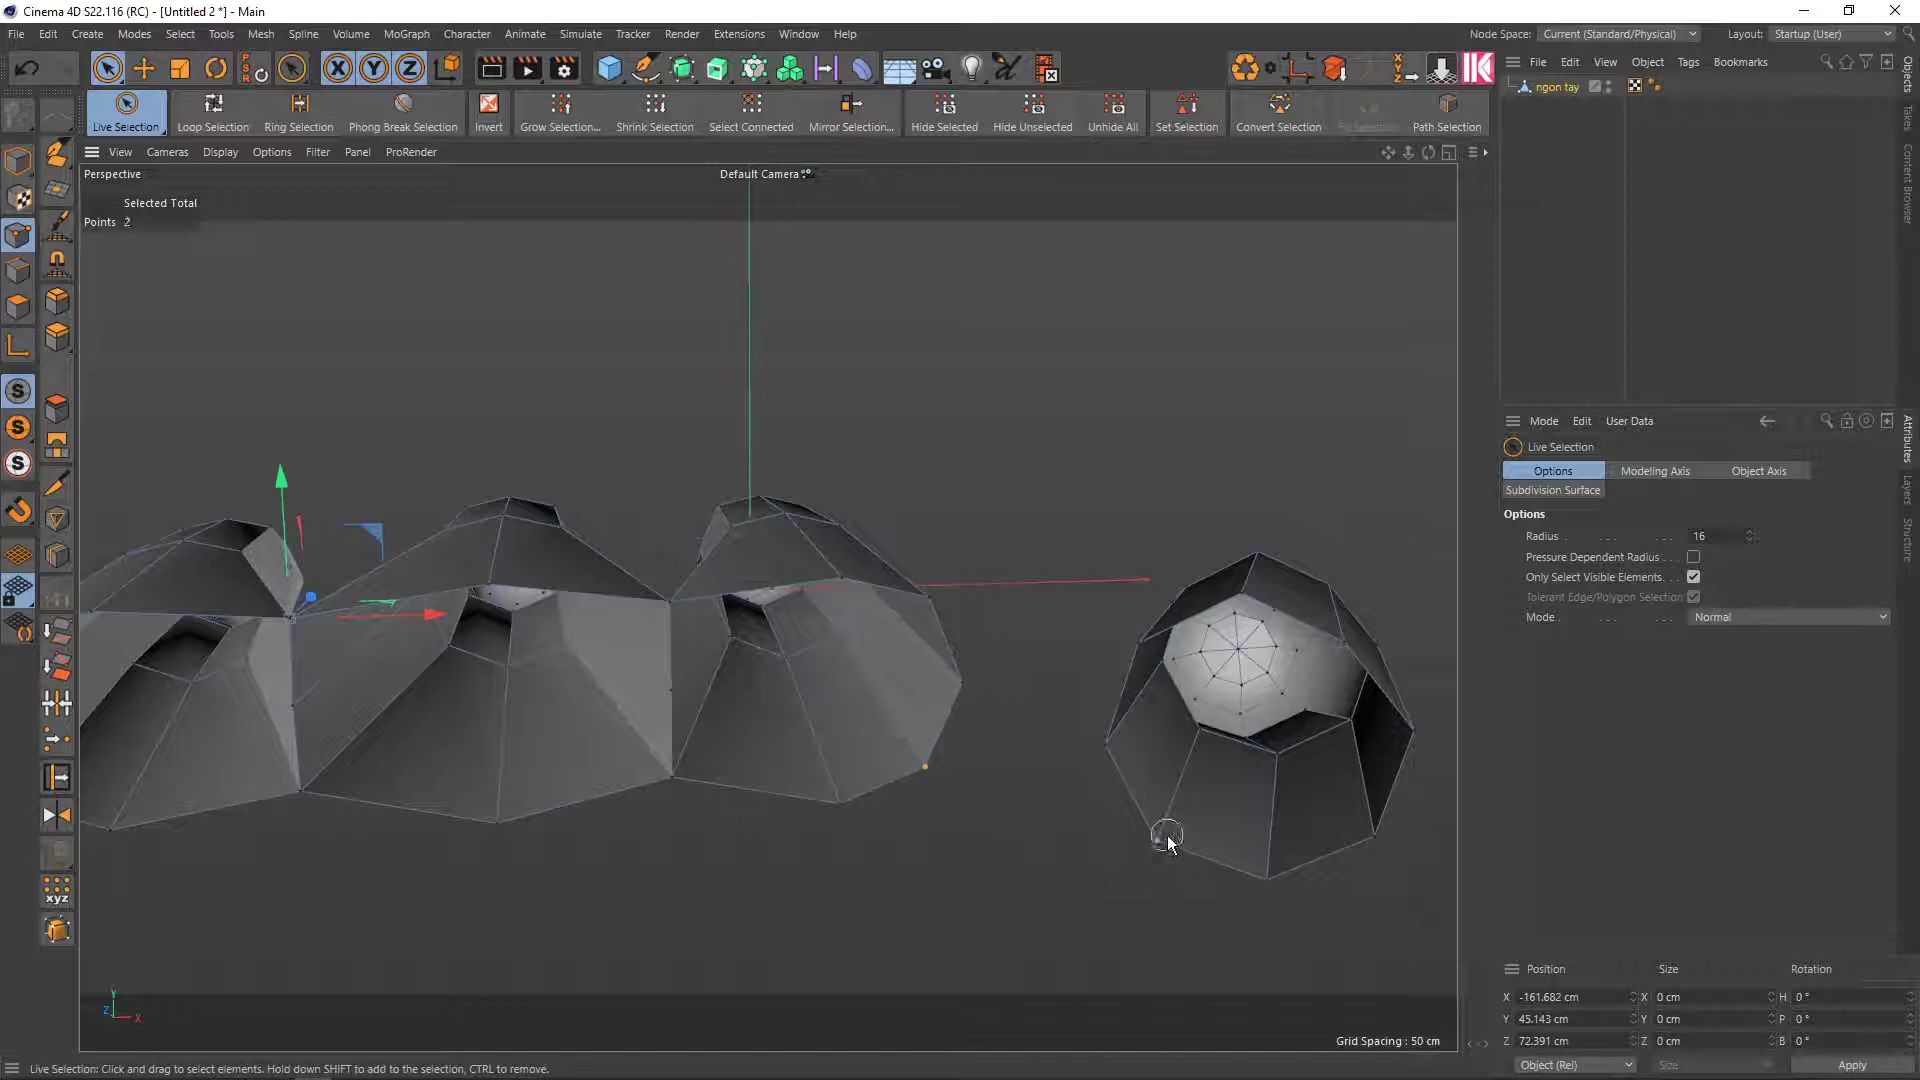 Cinema 4D S22.116 (RC) - [Untitled 2 *] - Main
File Edit Create Modes Select Tools Mesh Spline Volume MoGraph Character Animate Simulate Tracker Render Extensions Window Help
Node Space: Current (Standard/Physical) Layout: Startup (User)
File Edit View Object Tags Bookmarks
ngon tay
Live Selection Loop Selection Ring Selection Phong Break Selection Invert Grow Selection... Shrink Selection Select Connected Mirror Selection... Hide Selected Hide Unselected Unhide All Set Selection Convert Selection Path Selection
View Cameras Display Options Filter Panel ProRender
Perspective
Default Camera
Selected Total
Points 2
Objects
Takes
Content Browser
Mode Edit User Data
Live Selection
Options Modeling Axis Object Axis
Subdivision Surface
Options
Radius 16
Pressure Dependent Radius
Only Select Visible Elements
Tolerant Edge/Polygon Selection
Mode Normal
Attributes
Layers
Structure
Position Size Rotation
X -161.682 cm X 0 cm H 0 °
Y 45.143 cm Y 0 cm P 0 °
Z 72.391 cm Z 0 cm B 0 °
Object (Rel) Size Apply
Y
Z
X
Grid Spacing : 50 cm
Live Selection: Click and drag to select elements. Hold down SHIFT to add to the selection, CTRL to remove.